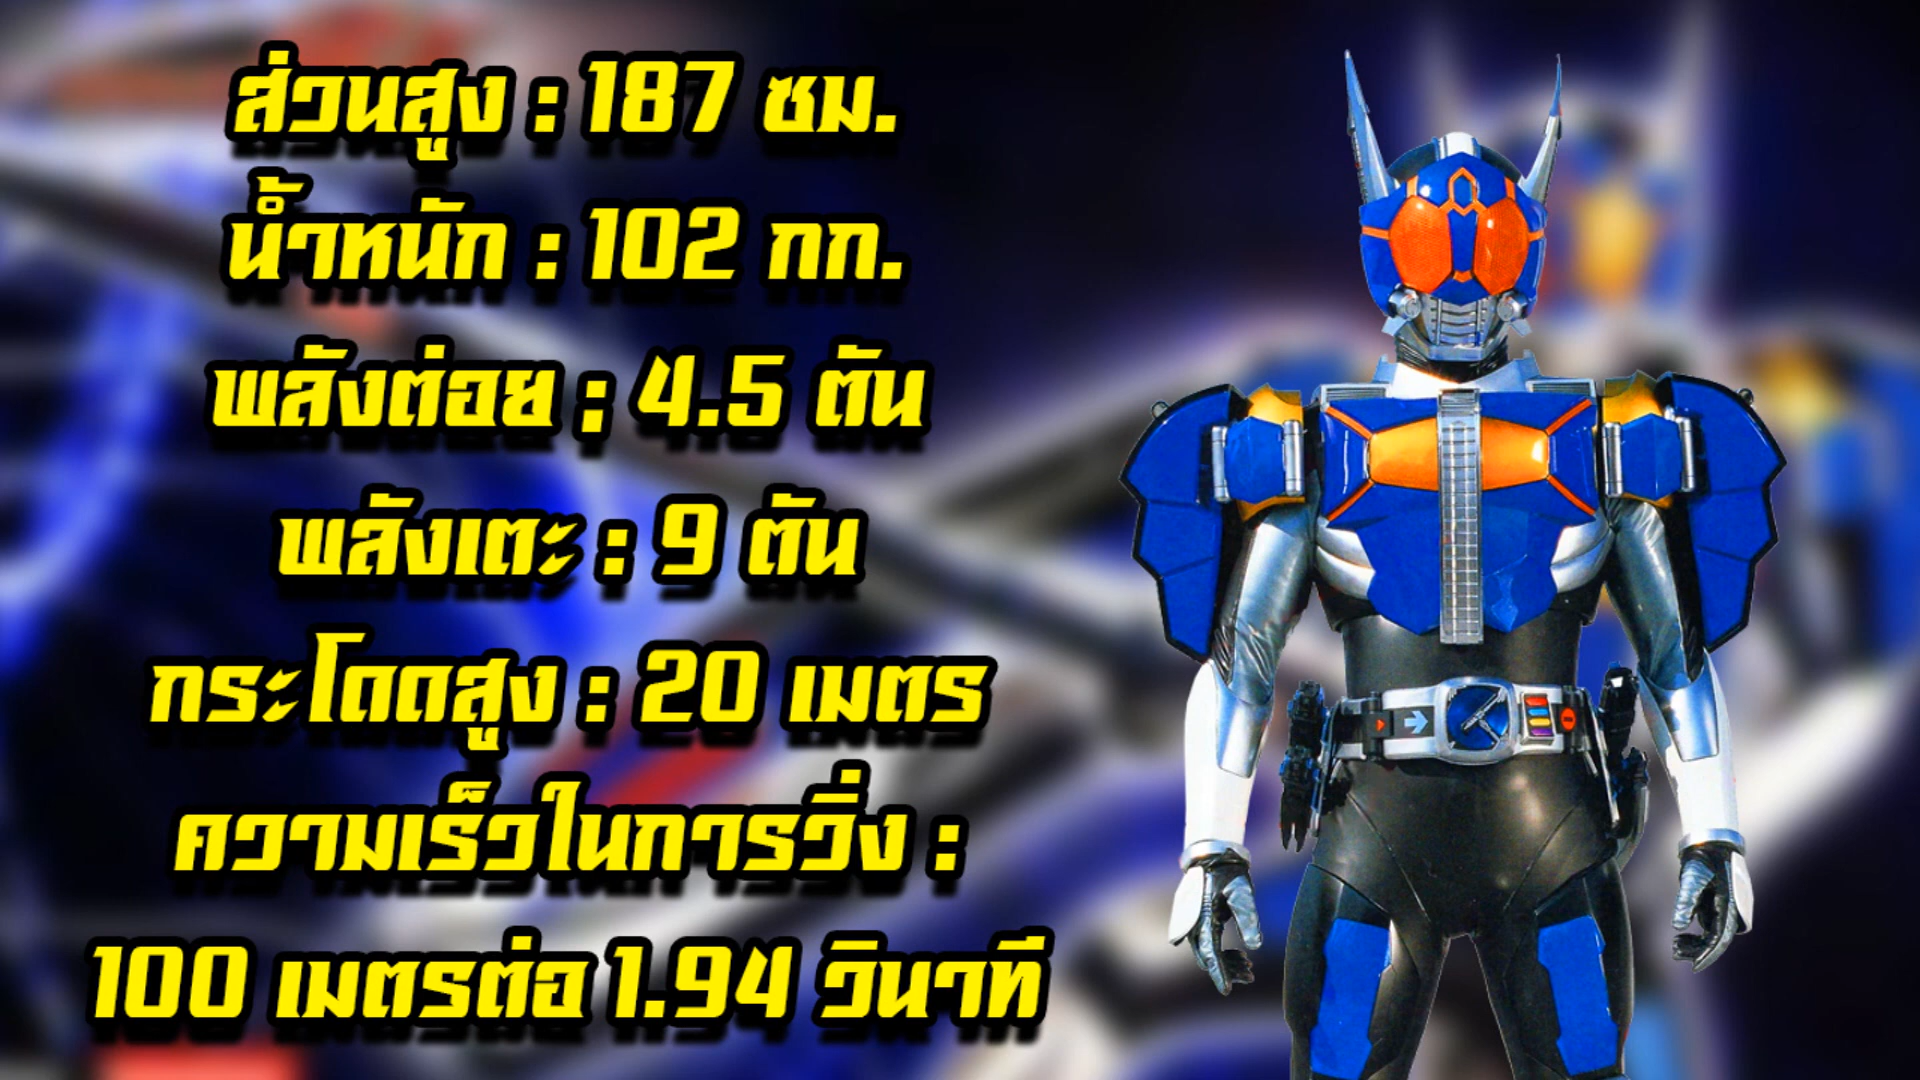 ส่วนสูง : 187 ซม.
น้ำหนัก : 102 กก.
พลังต่อย ; 4.5 ตัน
พลังเตะ : 9 ตัน
กระโดดสูง : 20 เมตร
ความเร็วในการวิ่ง :
100 เมตรต่อ 1.94 วินาที